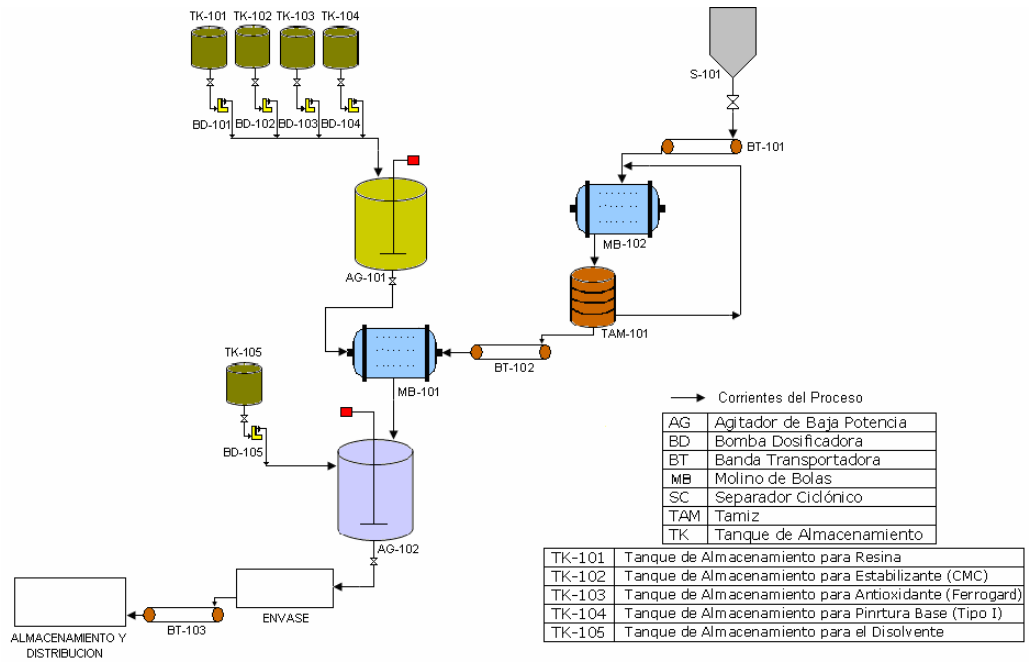 TK-101 TK-102 TK-103 TK-104
S-101
BD-101 BD-102 BD-103 BD-104
BT-101
MB-102
AG-101
TAM-101
BT-102
TK-105
MB-101
BD-105
AG-102
ENVASE
BT-103
ALMACENAMIENTO Y
DISTRIBUCION
Corrientes del Proceso
AG Agitador de Baja Potencia
BD Bomba Dosificadora
BT Banda Transportadora
MB Molino de Bolas
SC Separador Ciclónico
TAM Tamiz
TK Tanque de Almacenamiento
TK-101 Tanque de Almacenamiento para Resina
TK-102 Tanque de Almacenamiento para Estabilizante (CMC)
TK-103 Tanque de Almacenamiento para Antioxidante (Ferrogard)
TK-104 Tanque de Almacenamiento para Pinrtura Base (Tipo I)
TK-105 Tanque de Almacenamiento para el Disolvente